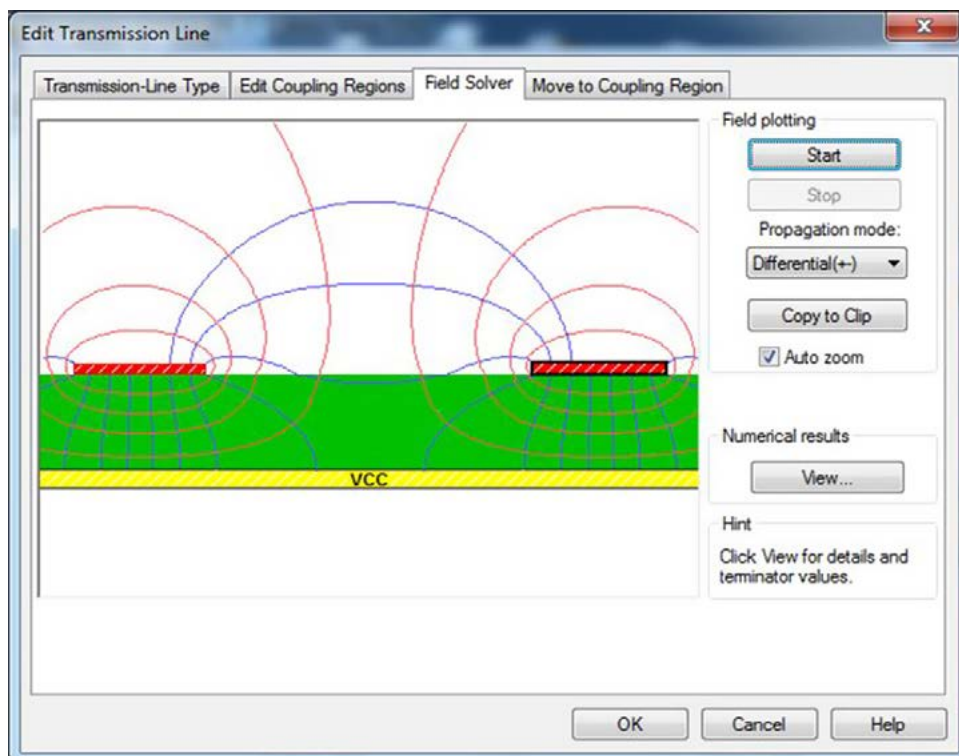 Edit Transmission Line
Transmission-Line Type
Edit Coupling Regions
Field Solver
Move to Coupling Region
Field plotting
Start
Stop
Propagation mode:
Differential(+-)
Copy to Clip
Auto zoom
VCC
Numerical results
View...
Hint
Click View for details and
terminator values.
OK
Cancel
Help